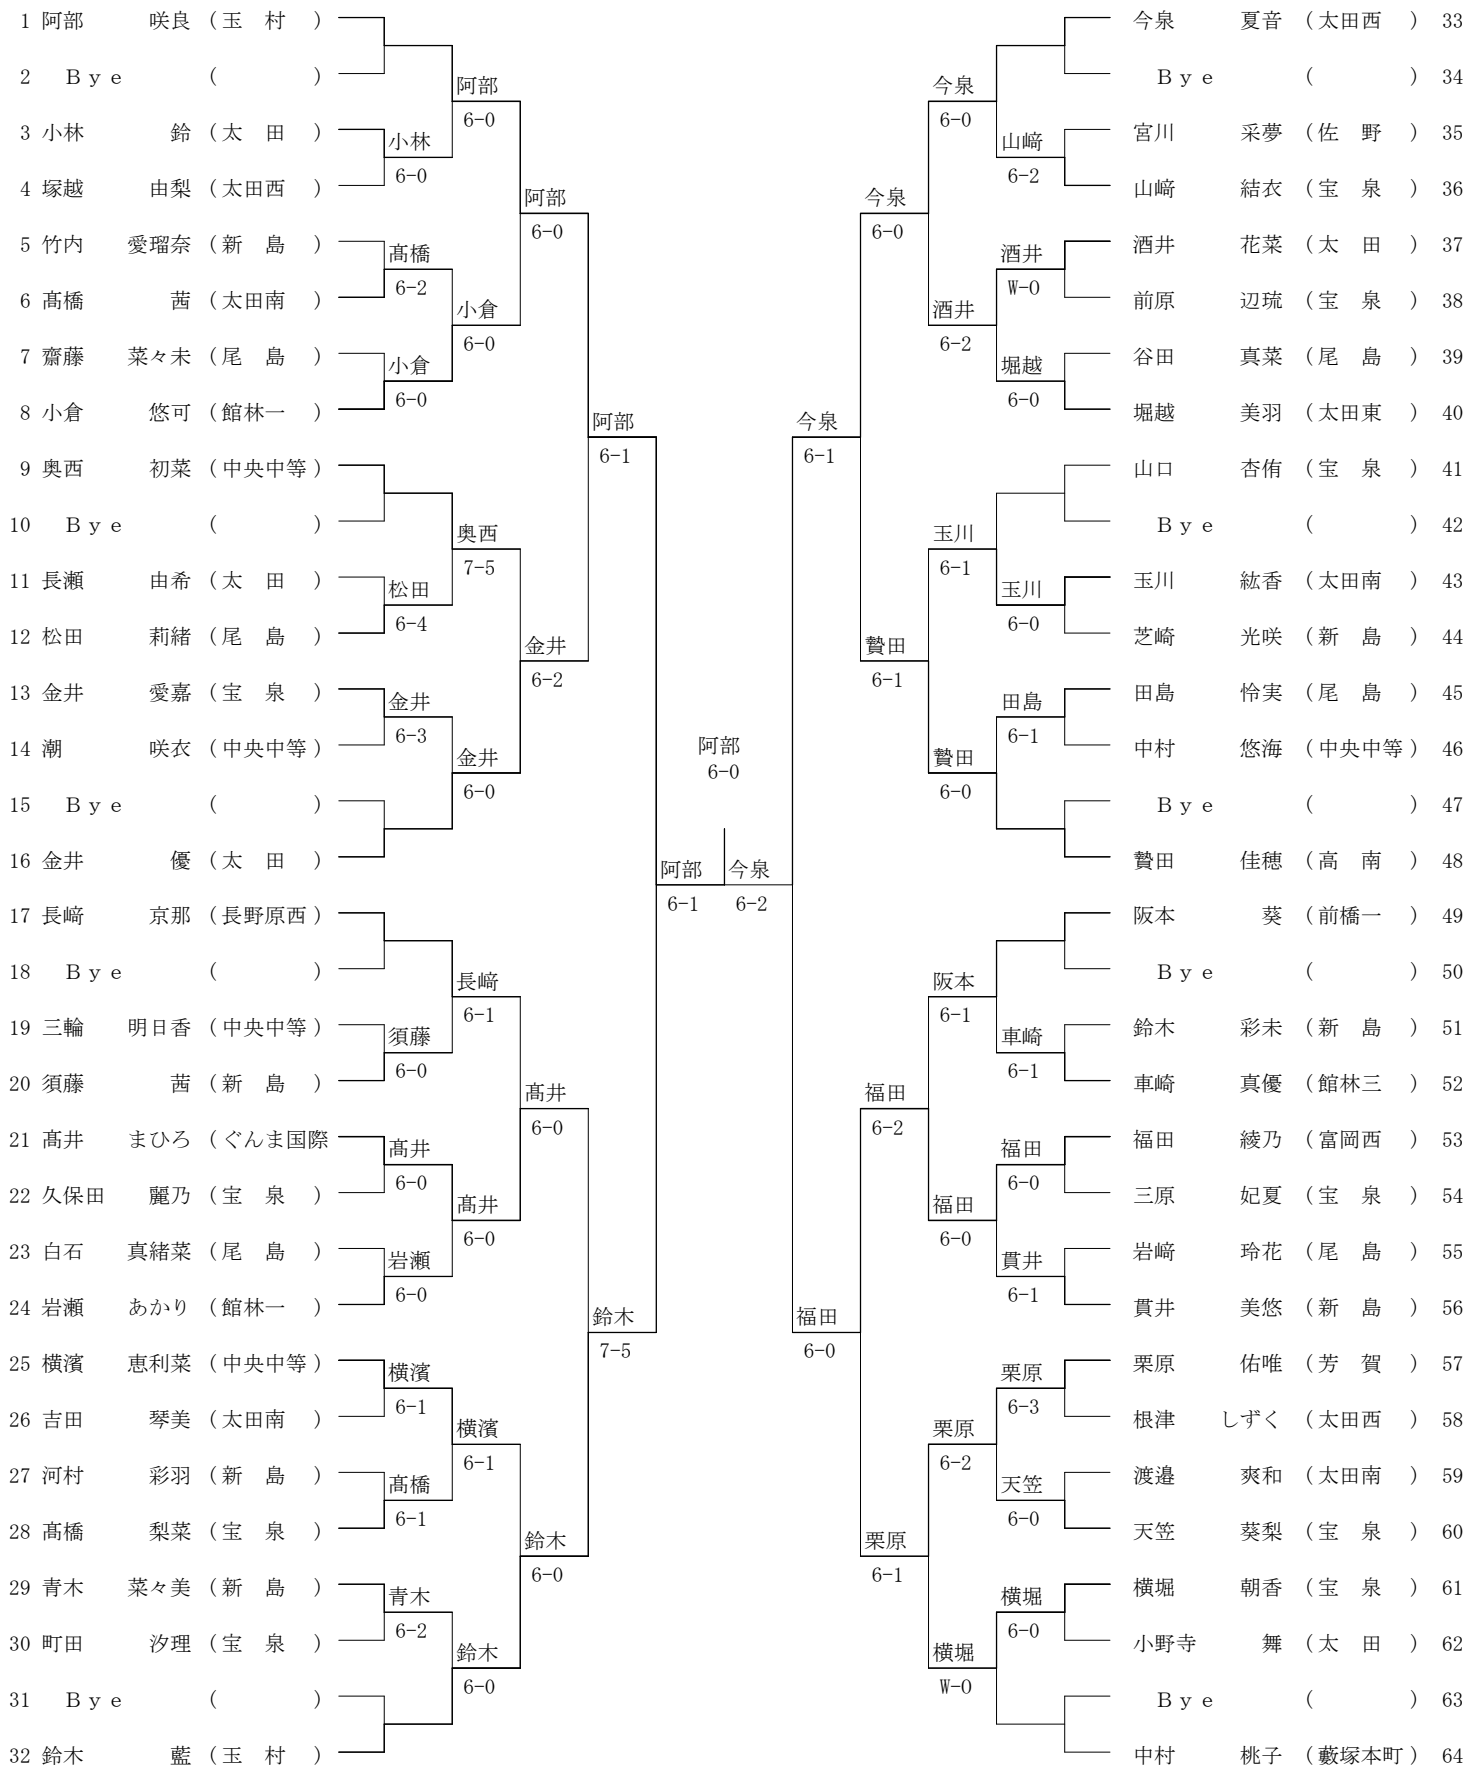 1 阿部 咲良 （玉 村 ）
2 Ｂｙｅ （ ）
3 小林 鈴 （太 田 ）
4 塚越 由梨 （太田西 ）
5 竹内 愛瑠奈 （新 島 ）
6 髙橋 茜 （太田南 ）
7 齋藤 菜々未 （尾 島 ）
8 小倉 悠可 （館林一 ）
9 奥西 初菜 （中央中等 ）
10 Ｂｙｅ （ ）
11 長瀬 由希 （太 田 ）
12 松田 莉緒 （尾 島 ）
13 金井 愛嘉 （宝 泉 ）
14 潮 咲衣 （中央中等 ）
15 Ｂｙｅ （ ）
16 金井 優 （太 田 ）
17 長﨑 京那 （長野原西 ）
18 Ｂｙｅ （ ）
19 三輪 明日香 （中央中等 ）
20 須藤 茜 （新 島 ）
21 髙井 まひろ （ぐんま国際
22 久保田 麗乃 （宝 泉 ）
23 白石 真緒菜 （尾 島 ）
24 岩瀬 あかり （館林一 ）
25 横濱 恵利菜 （中央中等 ）
26 吉田 琴美 （太田南 ）
27 河村 彩羽 （新 島 ）
28 髙橋 梨菜 （宝 泉 ）
29 青木 菜々美 （新 島 ）
30 町田 汐理 （宝 泉 ）
31 Ｂｙｅ （ ）
32 鈴木 藍 （玉 村 ）
小林
6-0
髙橋
6-2
小倉
6-0
松田
6-4
金井
6-3
須藤
6-0
髙井
6-0
岩瀬
6-0
横濱
6-1
髙橋
6-1
青木
6-2
阿部
6-0
小倉
6-0
奥西
7-5
金井
6-0
長﨑
6-1
髙井
6-0
横濱
6-1
鈴木
6-0
阿部
6-0
金井
6-2
髙井
6-0
鈴木
6-0
阿部
6-1
鈴木
7-5
阿部
6-1
阿部
6-0
今泉
6-2
今泉
6-1
福田
6-0
今泉
6-0
贄田
6-1
福田
6-2
栗原
6-1
今泉
6-0
酒井
6-2
玉川
6-1
贄田
6-0
阪本
6-1
福田
6-0
栗原
6-2
横堀
W-0
山﨑
6-2
酒井
W-0
堀越
6-0
玉川
6-0
田島
6-1
車崎
6-1
福田
6-0
貫井
6-1
栗原
6-3
天笠
6-0
横堀
6-0
今泉 夏音 （太田西 ） 33
Ｂｙｅ （ ） 34
宮川 采夢 （佐 野 ） 35
山﨑 結衣 （宝 泉 ） 36
酒井 花菜 （太 田 ） 37
前原 辺琉 （宝 泉 ） 38
谷田 真菜 （尾 島 ） 39
堀越 美羽 （太田東 ） 40
山口 杏侑 （宝 泉 ） 41
Ｂｙｅ （ ） 42
玉川 紘香 （太田南 ） 43
芝崎 光咲 （新 島 ） 44
田島 怜実 （尾 島 ） 45
中村 悠海 （中央中等 ） 46
Ｂｙｅ （ ） 47
贄田 佳穂 （高 南 ） 48
阪本 葵 （前橋一 ） 49
Ｂｙｅ （ ） 50
鈴木 彩未 （新 島 ） 51
車崎 真優 （館林三 ） 52
福田 綾乃 （富岡西 ） 53
三原 妃夏 （宝 泉 ） 54
岩﨑 玲花 （尾 島 ） 55
貫井 美悠 （新 島 ） 56
栗原 佑唯 （芳 賀 ） 57
根津 しずく （太田西 ） 58
渡邉 爽和 （太田南 ） 59
天笠 葵梨 （宝 泉 ） 60
横堀 朝香 （宝 泉 ） 61
小野寺 舞 （太 田 ） 62
Ｂｙｅ （ ） 63
中村 桃子 （藪塚本町 ） 64